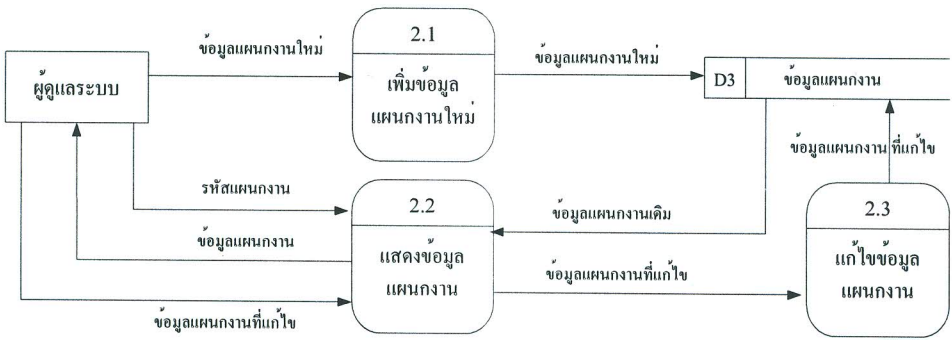 ข้อมูลแผนกงานใหม่
2.1
ข้อมูลแผนกงานใหม่
ผู้ดูแลระบบ
เพิ่มข้อมูล
แผนกงานใหม่
D3
ข้อมูลแผนกงาน
ข้อมูลแผนกงาน ที่แก้ไข
รหัสแผนกงาน
2.2
ข้อมูลแผนกงานเดิม
2.3
ข้อมูลแผนกงาน
แสดงข้อมูล
แผนกงาน
ข้อมูลแผนกงานที่แก้ไข
แก้ไขข้อมูล
แผนกงาน
ข้อมูลแผนกงานที่แก้ไข